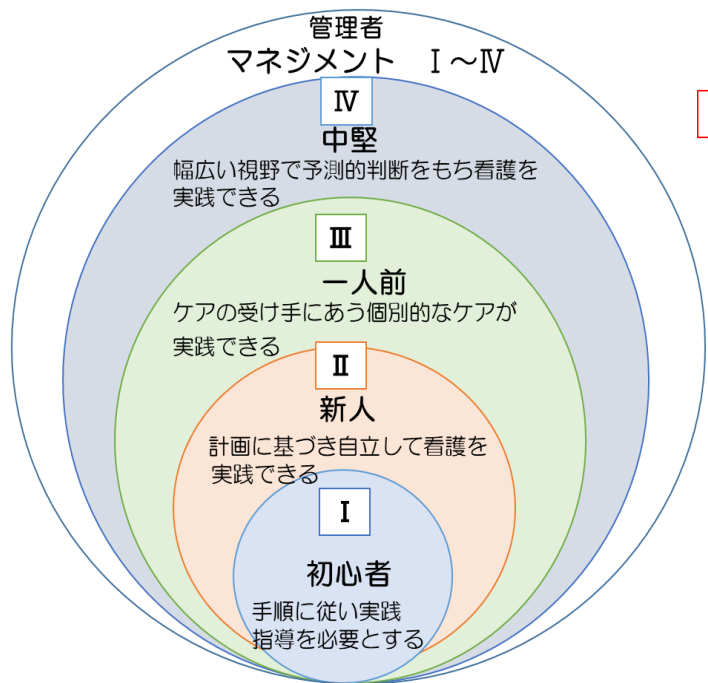 管理者
マネジメント Ⅰ～Ⅳ
Ⅳ
中堅
幅広い視野で予測的判断をもち看護を
実践できる
Ⅲ
一人前
ケアの受け手にあう個別的なケアが
実践できる
Ⅱ
新人
計画に基づき自立して看護を
実践できる
Ⅰ
初心者
手順に従い実践
指導を必要とする